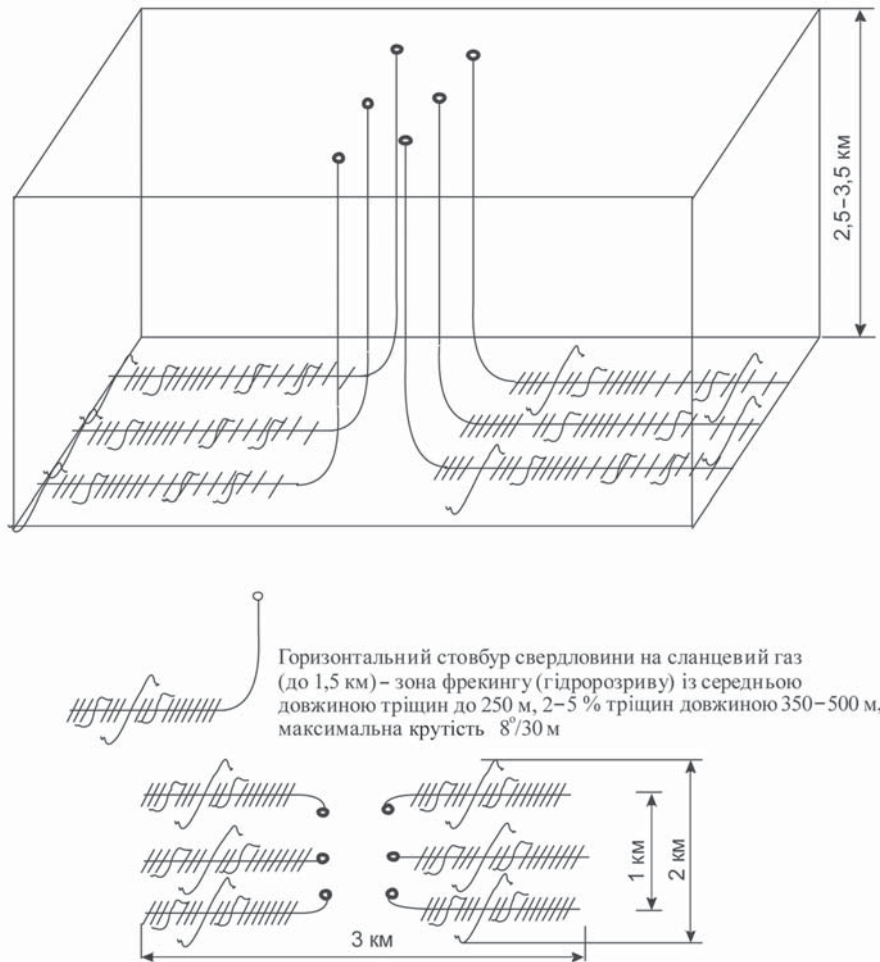 2,5–3,5 км
Горизонтальний стовбур свердловини на сланцевий газ
(до 1,5 км) – зона фрекингу (гідророзриву) із середньою
довжиною тріщин до 250 м, 2–5 % тріщин довжиною 350–500 м,
максимальна крутість 8°/30 м
1 км
2 км
3 км